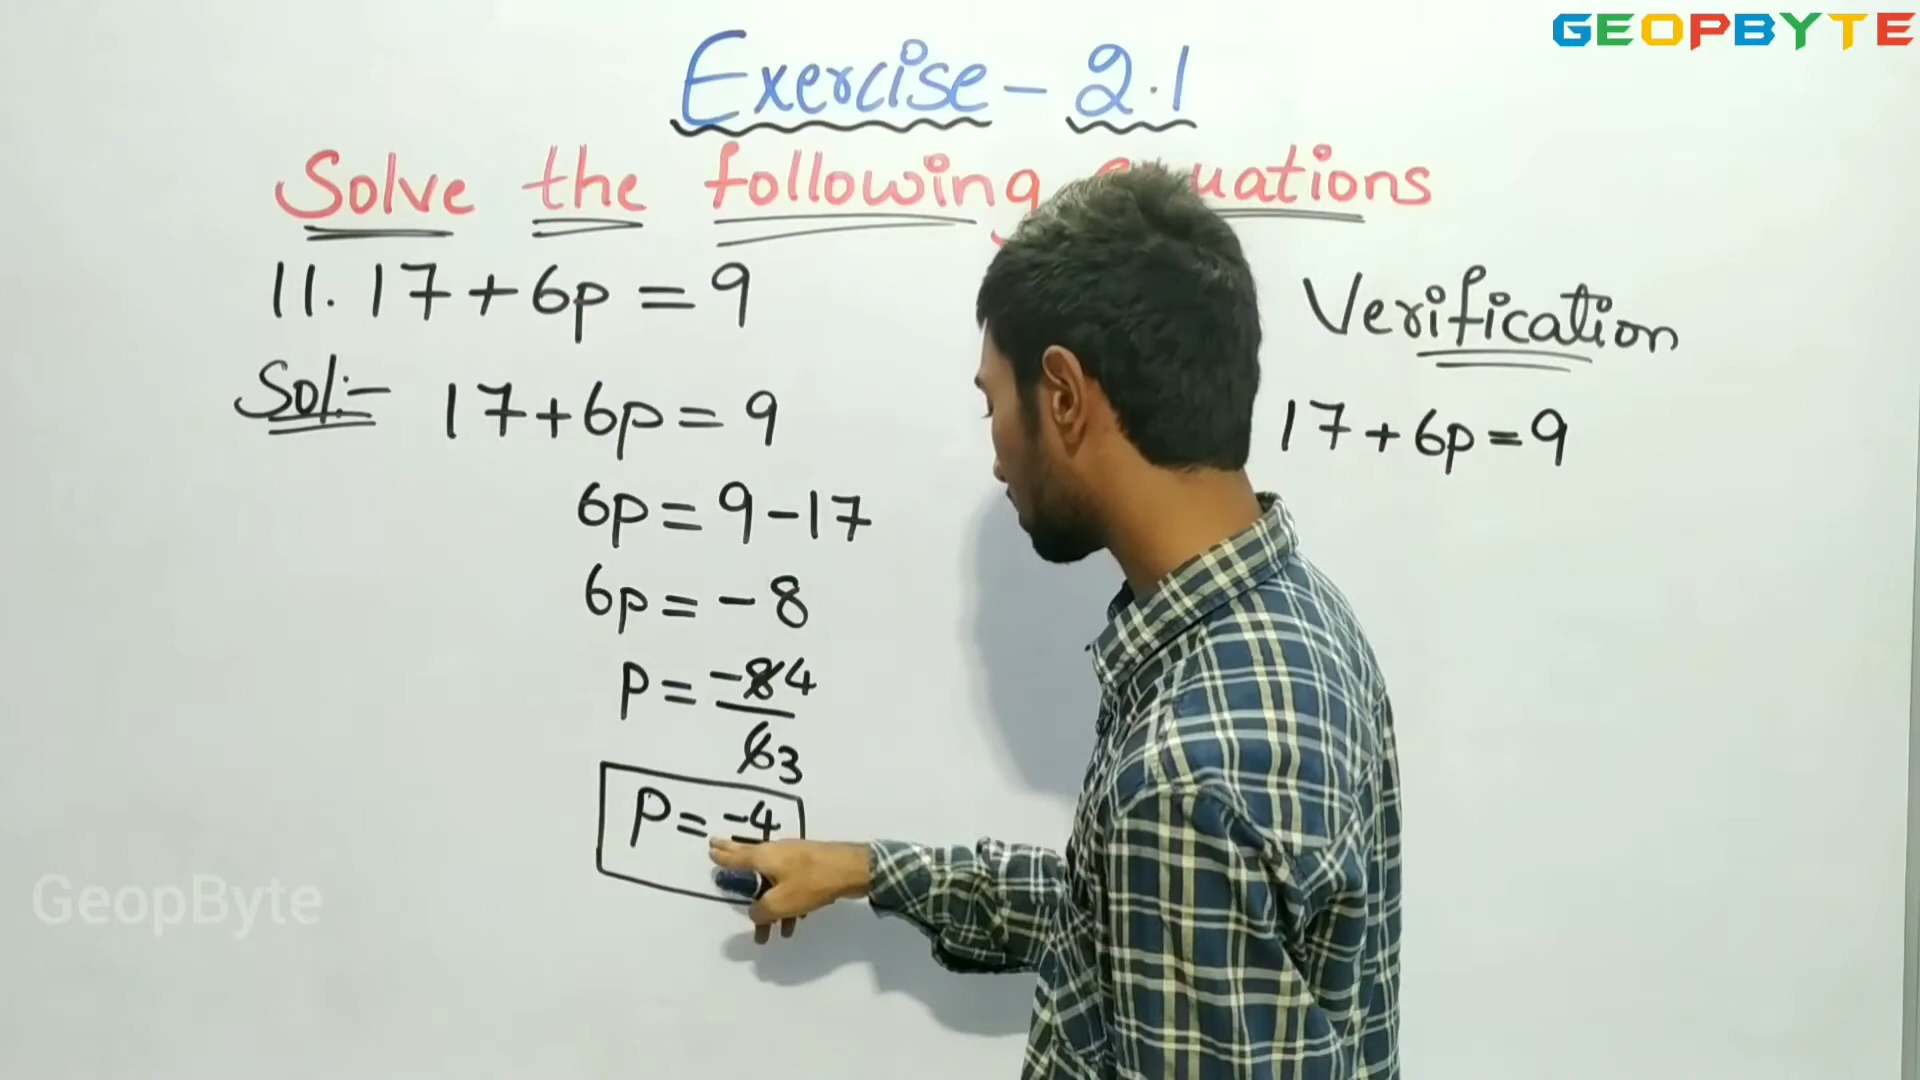 GEOPBYTE
Exercise - 2.1
Solve the following equations
11. 17+6p = 9
Sol:- 17+6p = 9
6p = 9-17
6p = -8
p = -8 4
6 3
P = -4
Verification
17+6p=9
GeopByte